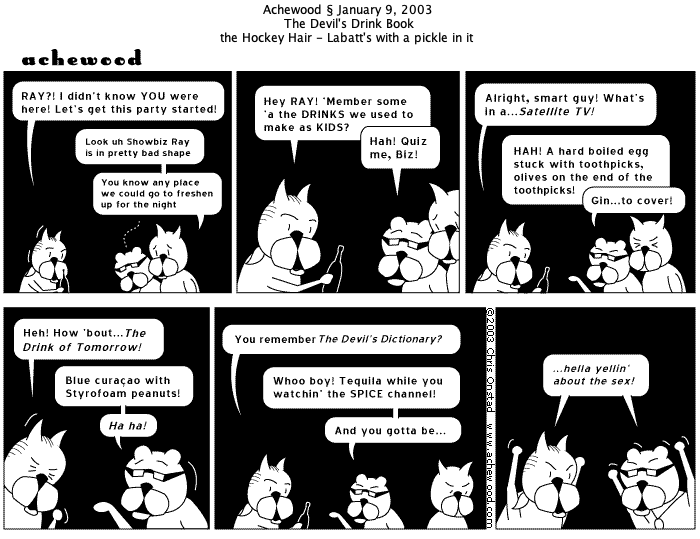 Achewood § January 9, 2003
The Devil's Drink Book
the Hockey Hair - Labatt's with a pickle in it
achewood
RAY?! I didn't know YOU were
here! Let's get this party started!
Look uh Showbiz Ray
is in pretty bad shape
You know any place
we could go to freshen
up for the night
Hey RAY! 'Member some
'a the DRINKS we used to
make as KIDS?
Hah! Quiz
me, Biz!
Alright, smart guy! What's
in a...Satellite TV!
HAH! A hard boiled egg
stuck with toothpicks,
olives on the end of the
toothpicks!
Gin...to cover!
Heh! How 'bout...The
Drink of Tomorrow!
Blue curaçao with
Styrofoam peanuts!
Ha ha!
You remember The Devil's Dictionary?
Whoo boy! Tequila while you
watchin' the SPICE channel!
And you gotta be...
©2003 Chris Onstad www.achewood.com
...hella yellin'
about the sex!